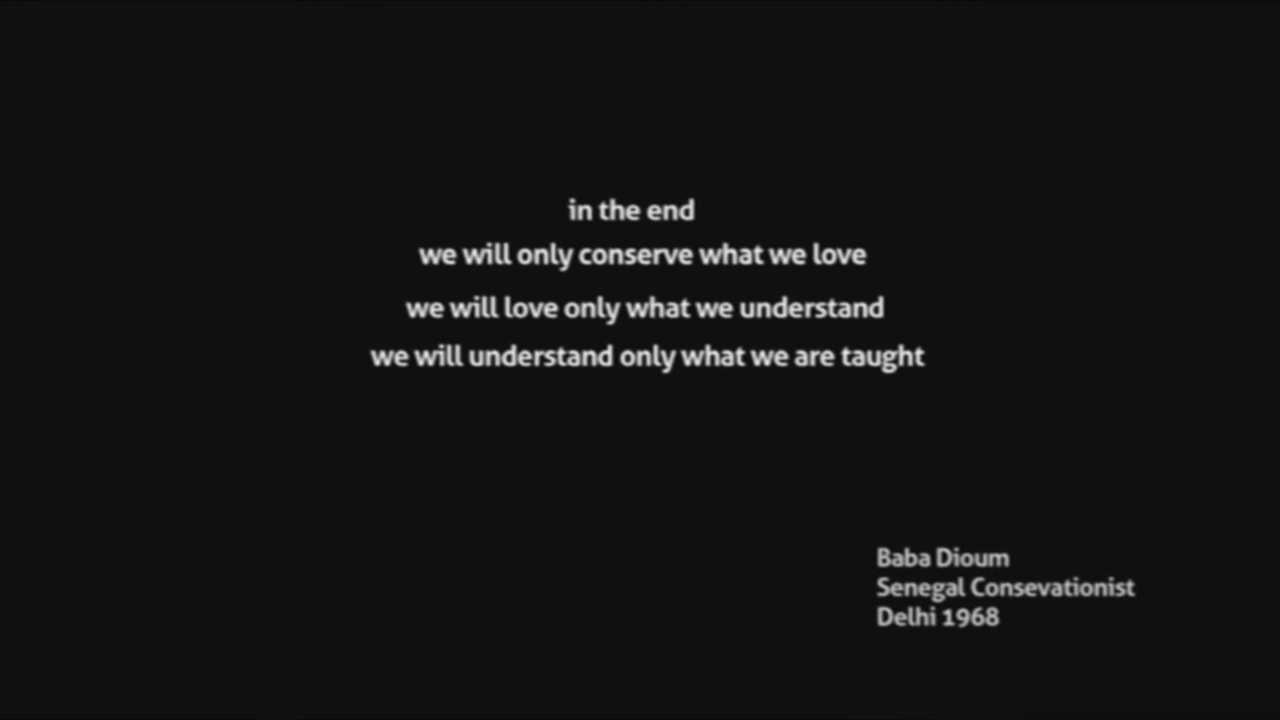 in the end
we will only conserve what we love
we will love only what we understand
we will understand only what we are taught
Baba Dioum
Senegal Consevationist
Delhi 1968